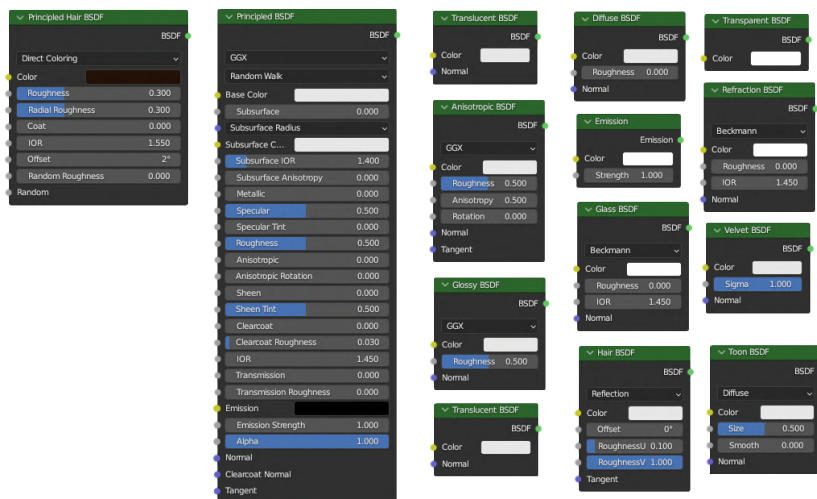 Principled Hair BSDF
BSDF
Direct Coloring
Color
Roughness 0.300
Radial Roughness 0.300
Coat 0.000
IOR 1.550
Offset 2°
Random Roughness 0.000
Random
Principled BSDF
BSDF
GGX
Random Walk
Base Color
Subsurface 0.000
Subsurface Radius
Subsurface C...
Subsurface IOR 1.400
Subsurface Anisotropy 0.000
Metallic 0.000
Specular 0.500
Specular Tint 0.000
Roughness 0.500
Anisotropic 0.000
Anisotropic Rotation 0.000
Sheen 0.000
Sheen Tint 0.500
Clearcoat 0.000
Clearcoat Roughness 0.030
IOR 1.450
Transmission 0.000
Transmission Roughness 0.000
Emission
Emission Strength 1.000
Alpha 1.000
Normal
Clearcoat Normal
Tangent
Translucent BSDF
BSDF
Color
Normal
Anisotropic BSDF
BSDF
GGX
Color
Roughness 0.500
Anisotropy 0.500
Rotation 0.000
Normal
Tangent
Glossy BSDF
BSDF
GGX
Color
Roughness 0.500
Normal
Translucent BSDF
BSDF
Color
Normal
Diffuse BSDF
BSDF
Color
Roughness 0.000
Normal
Emission
Emission
Color
Strength 1.000
Glass BSDF
BSDF
Beckmann
Color
Roughness 0.000
IOR 1.450
Normal
Hair BSDF
BSDF
Reflection
Color
Offset 0°
RoughnessU 0.100
RoughnessV 1.000
Tangent
Transparent BSDF
BSDF
Color
Refraction BSDF
BSDF
Beckmann
Color
Roughness 0.000
IOR 1.450
Normal
Velvet BSDF
BSDF
Color
Sigma 1.000
Normal
Toon BSDF
BSDF
Diffuse
Color
Size 0.500
Smooth 0.000
Normal